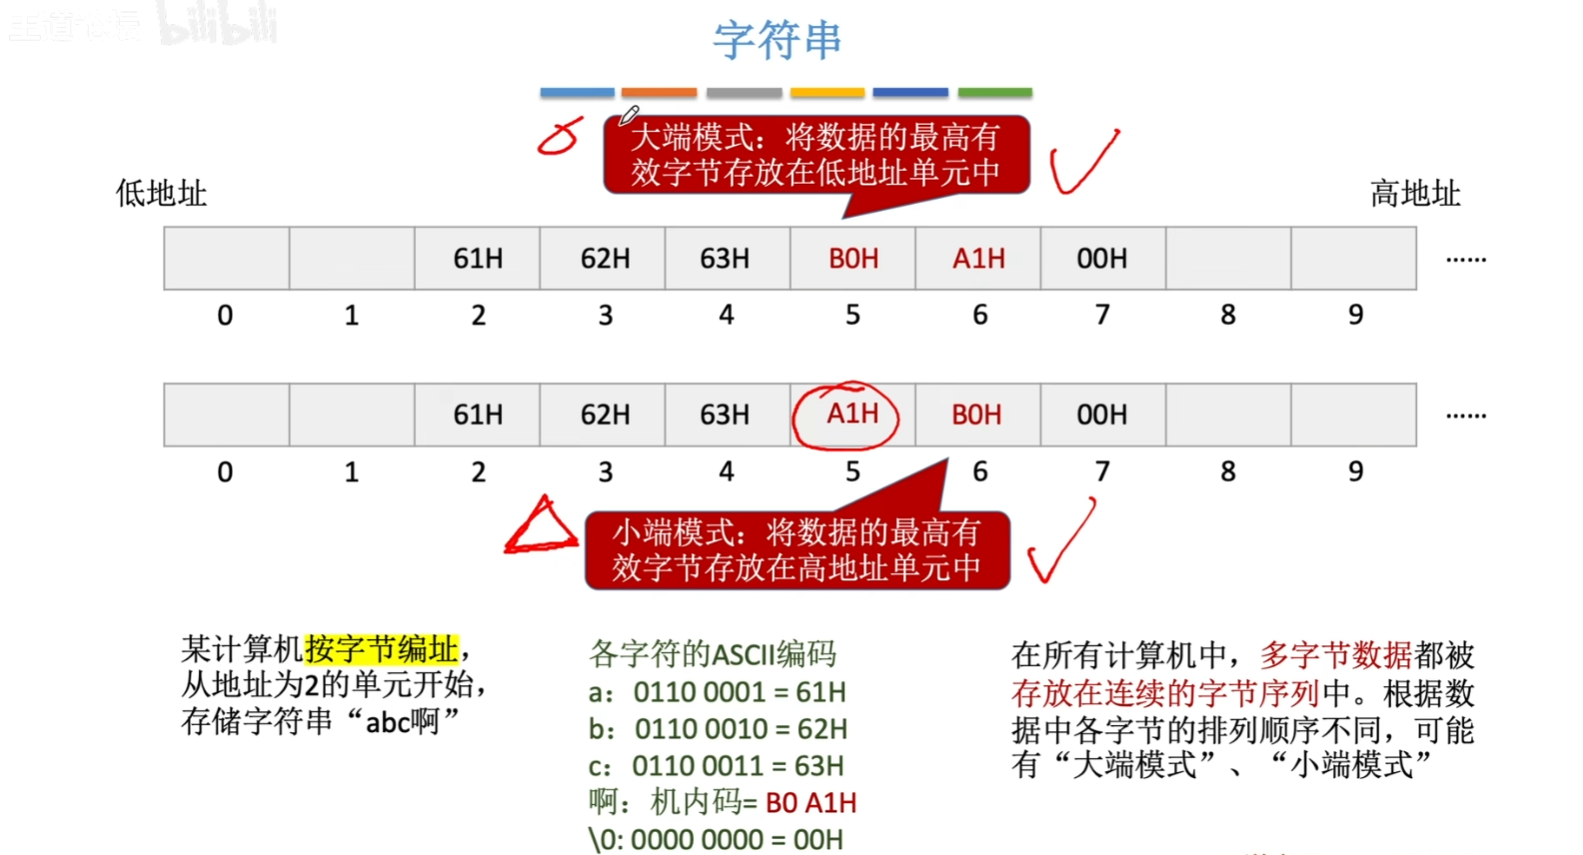 王道论坛 bilibili
字符串
大端模式：将数据的最高有
效字节存放在低地址单元中
低地址
高地址
61H 62H 63H B0H A1H 00H ……
0 1 2 3 4 5 6 7 8 9
61H 62H 63H A1H B0H 00H ……
0 1 2 3 4 5 6 7 8 9
小端模式：将数据的最高有
效字节存放在高地址单元中
某计算机按字节编址，
从地址为2的单元开始，
存储字符串“abc啊”
各字符的ASCII编码
a：0110 0001 = 61H
b：0110 0010 = 62H
c：0110 0011 = 63H
啊：机内码= B0 A1H
\0: 0000 0000 = 00H
在所有计算机中，多字节数据都被
存放在连续的字节序列中。根据数
据中各字节的排列顺序不同，可能
有“大端模式”、“小端模式”